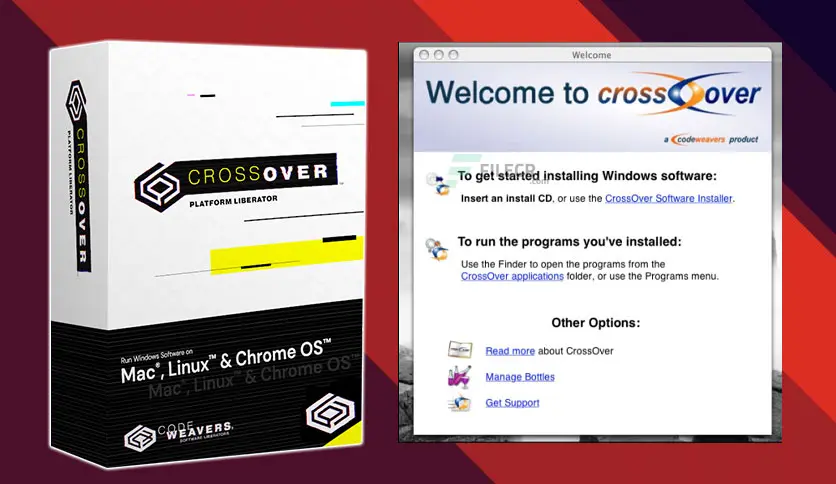 CROSSOVER
PLATFORM LIBERATOR
CROSSOVER™
PLATFORM LIBERATOR
Run Windows Software on
Mac®, Linux™ & Chrome OS™
Mac®, Linux™ & Chrome OS™
CODE
WEAVERS®
SOFTWARE LIBERATORS
Welcome
Welcome to crossover
a codeweavers product
FILECR
.com
To get started installing Windows software:
Insert an install CD, or use the CrossOver Software Installer.
To run the programs you've installed:
Use the Finder to open the programs from the
CrossOver applications folder, or use the Programs menu.
Other Options:
Read more about CrossOver
Manage Bottles
Get Support